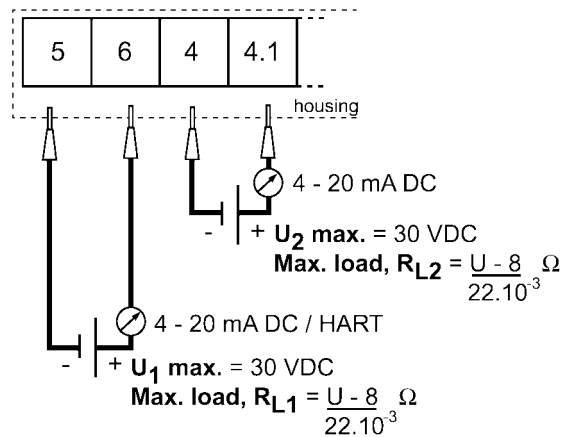 5 6 4 4.1
housing
4 - 20 mA DC
- + U2 max. = 30 VDC
Max. load, RL2 = U - 8 Ω
22.10-3
4 - 20 mA DC / HART
- + U1 max. = 30 VDC
Max. load, RL1 = U - 8 Ω
22.10-3